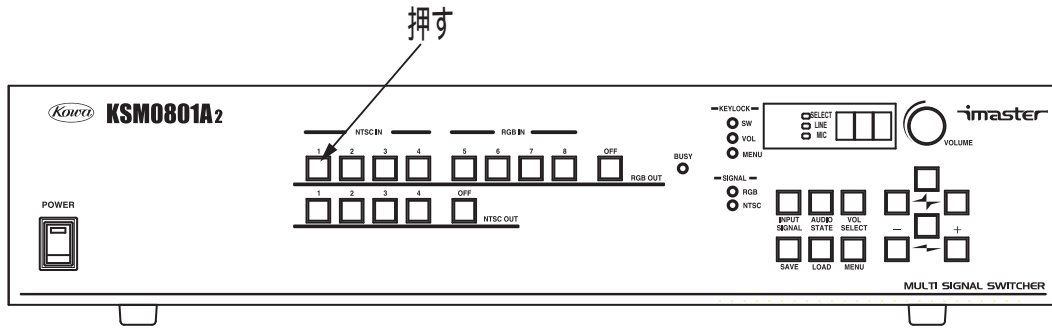 押す
Kowa KSM0801A2
NTSC IN RGB IN
1 2 3 4 5 6 7 8 OFF
RGB OUT
1 2 3 4 OFF
NTSC OUT
BUSY
POWER
KEYLOCK
SW
VOL
MENU
SIGNAL
RGB
NTSC
SELECT
LINE
MIC
VOLUME
imaster
INPUT SIGNAL
AUDIO STATE
VOL SELECT
SAVE LOAD MENU
− +
MULTI SIGNAL SWITCHER